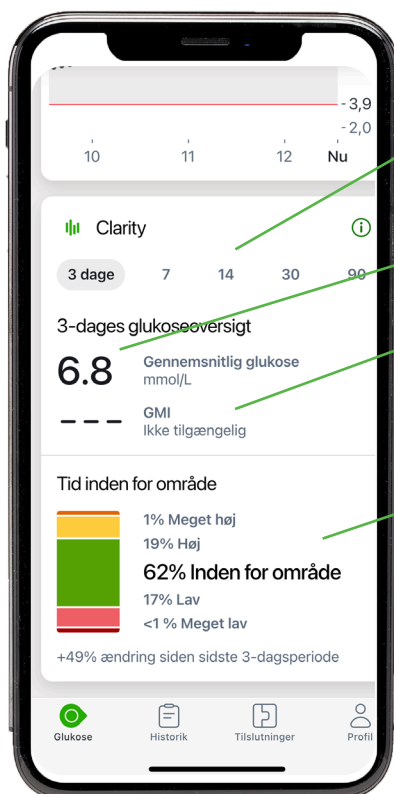 3,9
2,0
10 11 12 Nu
Clarity
3 dage 7 14 30 90
3-dages glukoseoversigt
6.8 Gennemsnitlig glukose
mmol/L
--- GMI
Ikke tilgængelig
Tid inden for område
1% Meget høj
19% Høj
62% Inden for område
17% Lav
<1 % Meget lav
+49% ændring siden sidste 3-dagsperiode
Glukose Historik Tilslutninger Profil